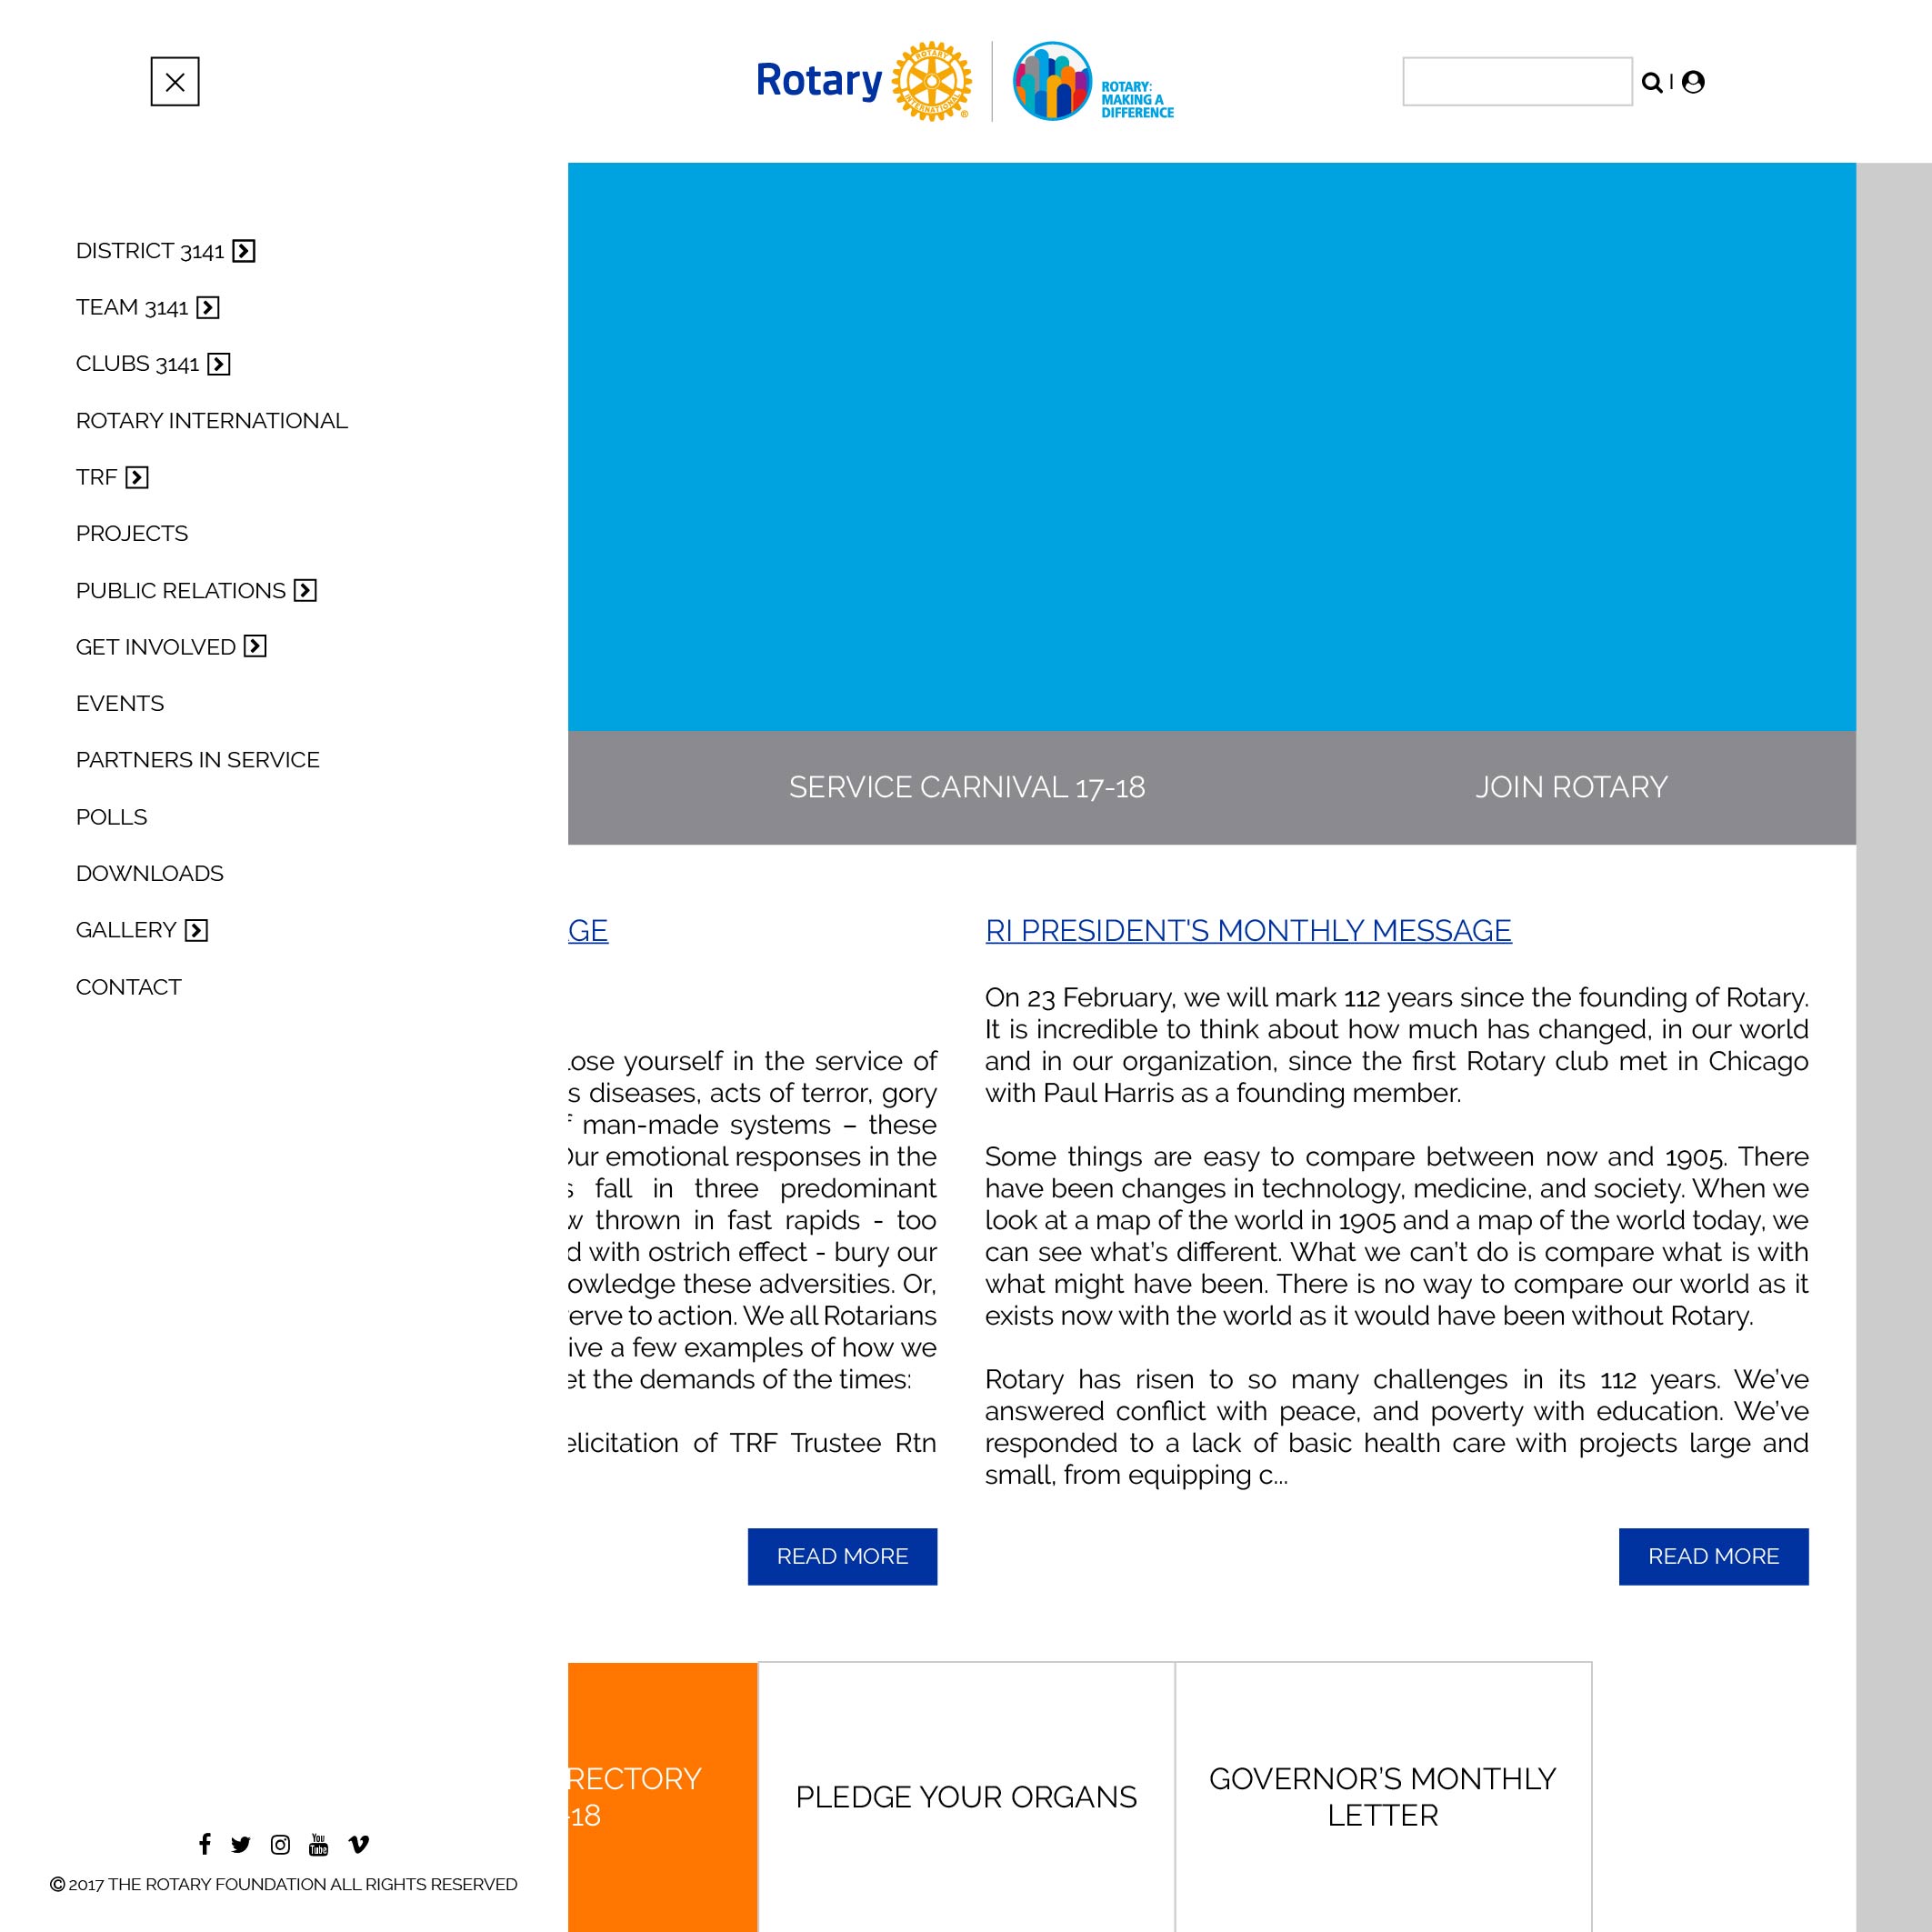 Rotary
ROTARY
INTERNATIONAL
®
ROTARY:
MAKING A
DIFFERENCE
DISTRICT 3141
TEAM 3141
CLUBS 3141
ROTARY INTERNATIONAL
TRF
PROJECTS
PUBLIC RELATIONS
GET INVOLVED
EVENTS
PARTNERS IN SERVICE
POLLS
DOWNLOADS
GALLERY
CONTACT
You
Tube
© 2017 THE ROTARY FOUNDATION ALL RIGHTS RESERVED
SERVICE CARNIVAL 17-18
JOIN ROTARY
GE
yourself in the service of
s diseases, acts of terror, gory
man-made systems – these
emotional responses in the
fall in three predominant
thrown in fast rapids - too
d with ostrich effect - bury our
owledge these adversities. Or,
erve to action. We all Rotarians
ive a few examples of how we
et the demands of the times:
elicitation of TRF Trustee Rtn
READ MORE
RI PRESIDENT'S MONTHLY MESSAGE
On 23 February, we will mark 112 years since the founding of Rotary.
It is incredible to think about how much has changed, in our world
and in our organization, since the first Rotary club met in Chicago
with Paul Harris as a founding member.
Some things are easy to compare between now and 1905. There
have been changes in technology, medicine, and society. When we
look at a map of the world in 1905 and a map of the world today, we
can see what’s different. What we can’t do is compare what is with
what might have been. There is no way to compare our world as it
exists now with the world as it would have been without Rotary.
Rotary has risen to so many challenges in its 112 years. We’ve
answered conflict with peace, and poverty with education. We’ve
responded to a lack of basic health care with projects large and
small, from equipping c...
READ MORE
RECTORY
-18
PLEDGE YOUR ORGANS
GOVERNOR’S MONTHLY
LETTER